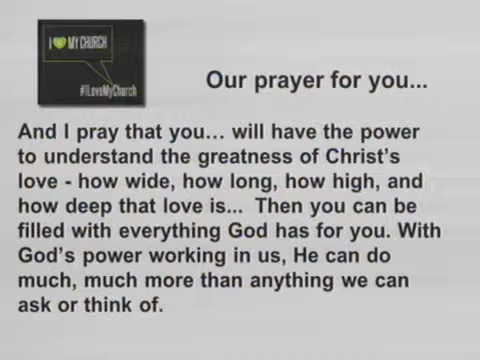 I MY CHURCH
#ILoveMyChurch
Our prayer for you...
And I pray that you... will have the power
to understand the greatness of Christ's
love - how wide, how long, how high, and
how deep that love is... Then you can be
filled with everything God has for you. With
God's power working in us, He can do
much, much more than anything we can
ask or think of.